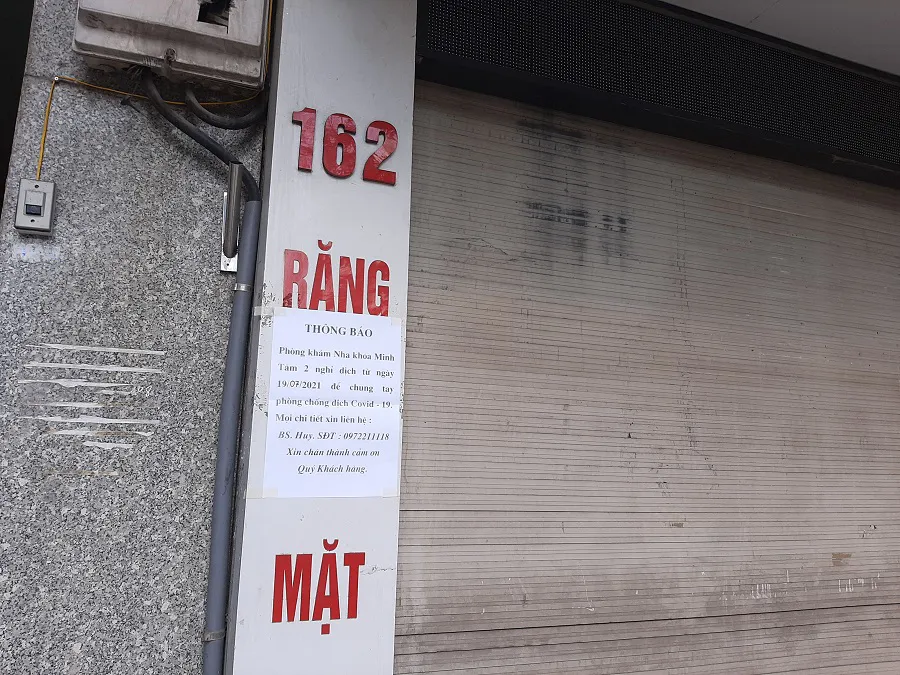 162
RĂNG
THÔNG BÁO
Phòng khám Nha khoa Minh
Tâm 2 nghỉ dịch từ ngày
19/07/2021 để chung tay
phòng chống dịch Covid - 19.
Mọi chi tiết xin liên hệ :
BS. Huy. SĐT : 0972211118
Xin chân thành cảm ơn
Quý Khách hàng.
MẶT